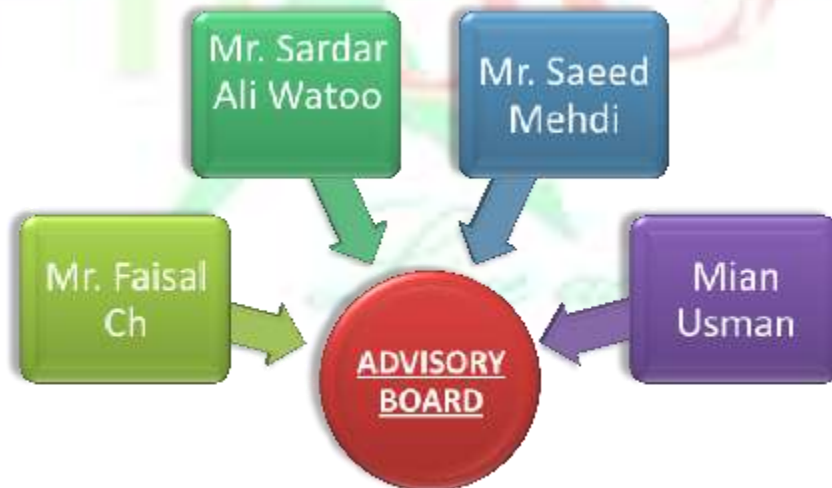 Mr. Sardar
Ali Watoo
Mr. Saeed
Mehdi
Mr. Faisal
Ch
Mian
Usman
ADVISORY
BOARD